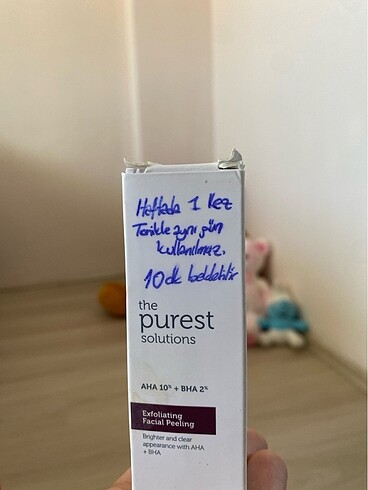 Haftada 1 kez
Tonikle aynı gün
kullanılmaz.
10 dk bekletilir
the
purest
solutions
AHA 10% + BHA 2%
Exfoliating
Facial Peeling
Brighter and clear
appearance with AHA
+ BHA